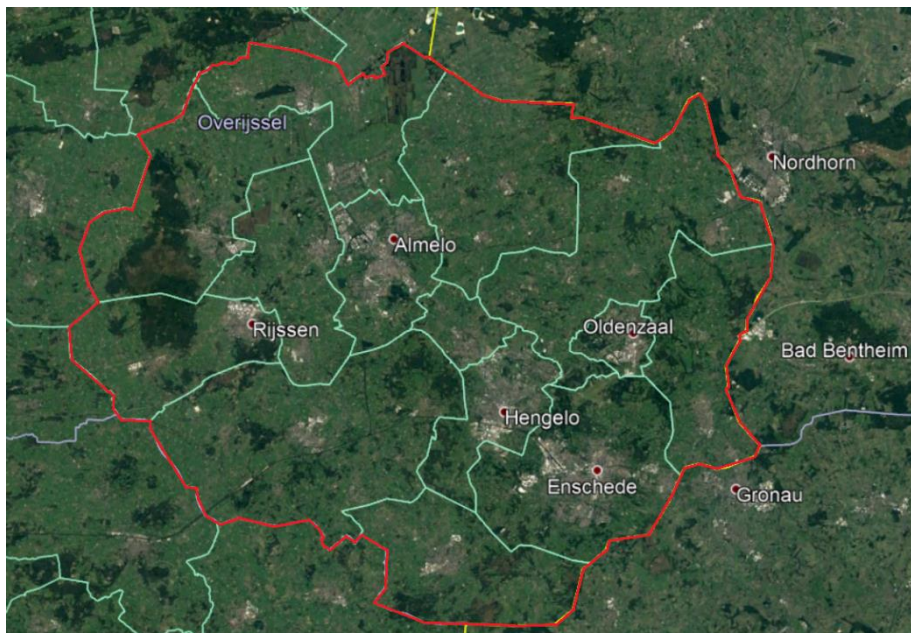 Overijssel
Nordhorn
Almelo
Rijssen
Oldenzaal
Bad Bentheim
Hengelo
Enschede
Gronau